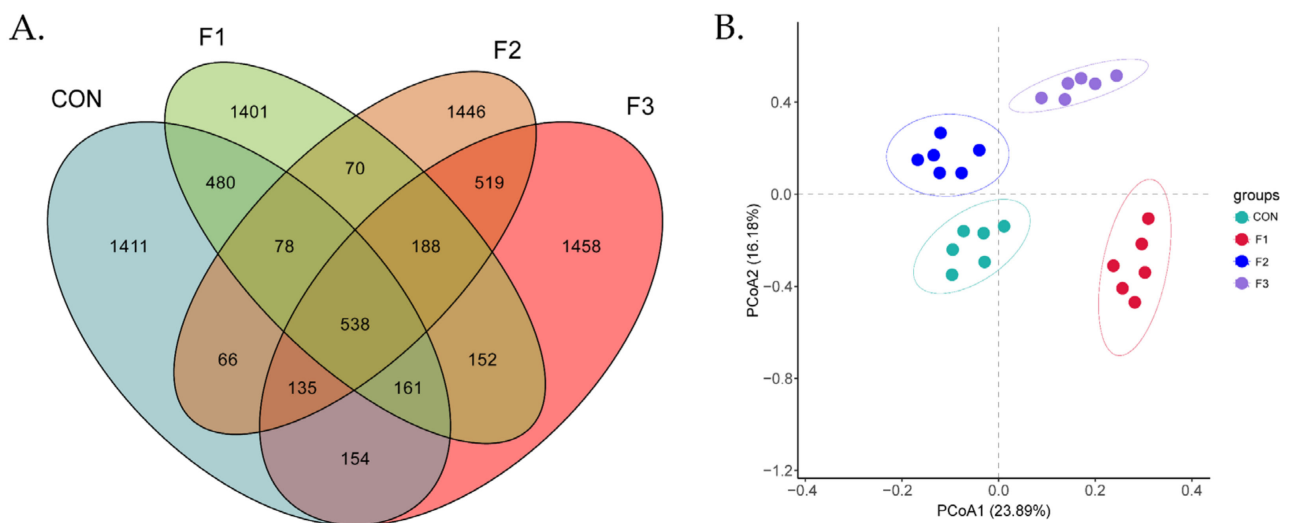 A.
CON
F1
F2
F3
1401
1446
480
70
519
1411
78
188
1458
66
538
152
135
161
154
B.
PCoA2 (16.18%)
0.4
0.0
−0.4
−0.8
−1.2
−0.4
−0.2
0.0
0.2
0.4
PCoA1 (23.89%)
groups
CON
F1
F2
F3